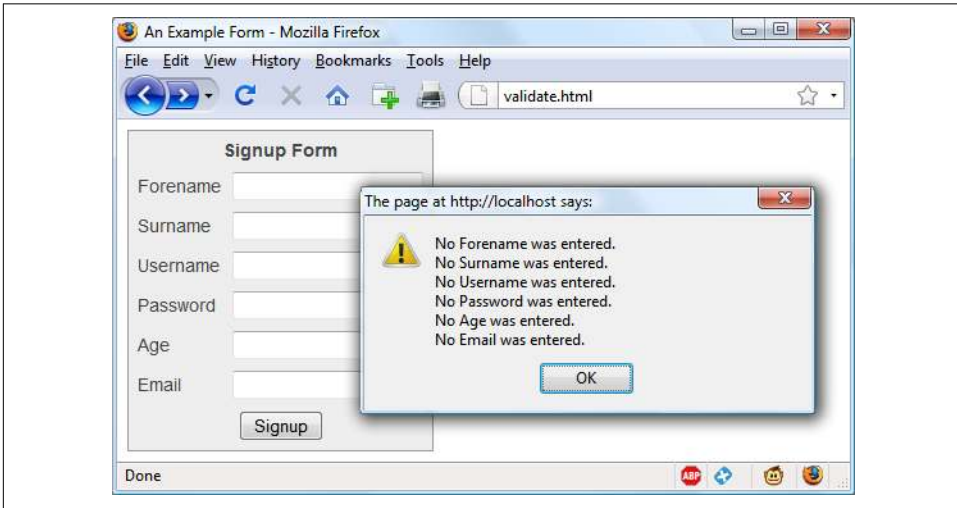 An Example Form - Mozilla Firefox
File Edit View History Bookmarks Tools Help
validate.html
Signup Form
Forename
Surname
Username
Password
Age
Email
Signup
The page at http://localhost says:
No Forename was entered.
No Surname was entered.
No Username was entered.
No Password was entered.
No Age was entered.
No Email was entered.
OK
Done
ABP